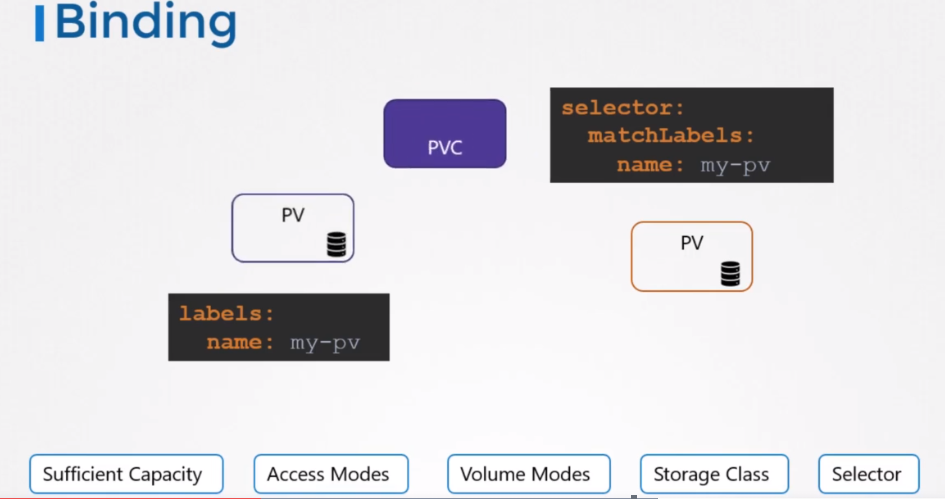 Binding
PVC
selector:
matchLabels:
name: my-pv
PV
PV
labels:
name: my-pv
Sufficient Capacity
Access Modes
Volume Modes
Storage Class
Selector